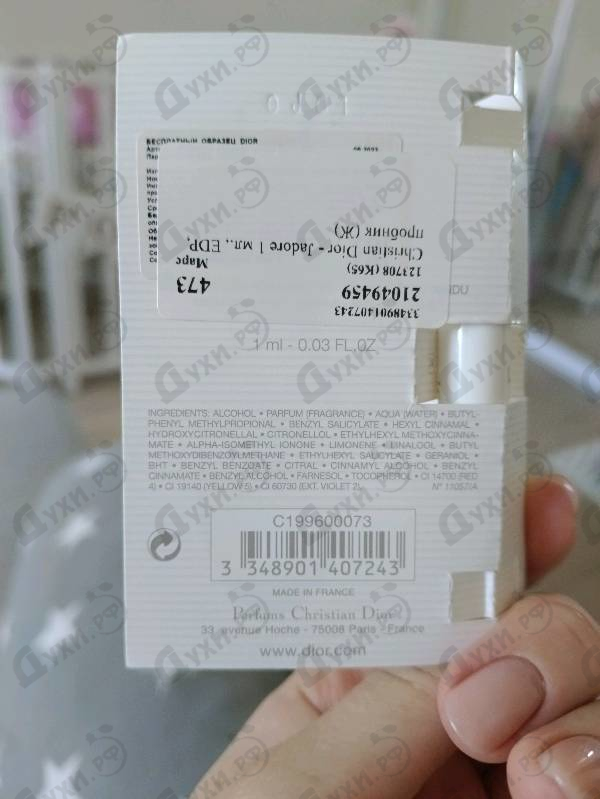 БЕСПЛАТНЫЙ ОБРАЗЕЦ DIOR
3348901407243
21049459
473
123708 (K65)
Марс
Christian Dior - Jadore 1 мл., EDP,
пробник (Ж)
1 ml - 0.03 FL.OZ
INGREDIENTS: ALCOHOL • PARFUM (FRAGRANCE) • AQUA (WATER) • BUTYL-
PHENYL METHYLPROPIONAL • BENZYL SALICYLATE • HEXYL CINNAMAL •
HYDROXYCITRONELLAL • CITRONELLOL • ETHYLHEXYL METHOXYCINNA-
MATE • ALPHA-ISOMETHYL IONONE • LIMONENE • LINALOOL • BUTYL
METHOXYDIBENZOYLMETHANE • ETHYLHEXYL SALICYLATE • GERANIOL •
BHT • BENZYL BENZOATE • CITRAL • CINNAMYL ALCOHOL • BENZYL
CINNAMATE • BENZYL ALCOHOL • FARNESOL • TOCOPHEROL • CI 14700 (RED
4) • CI 19140 (YELLOW 5) • CI 60730 (EXT. VIOLET 2). N° 11057/A
C199600073
3 348901 407243
MADE IN FRANCE
Parfums Christian Dior
33 avenue Hoche - 75008 Paris - France
www.dior.com
Духи.рф